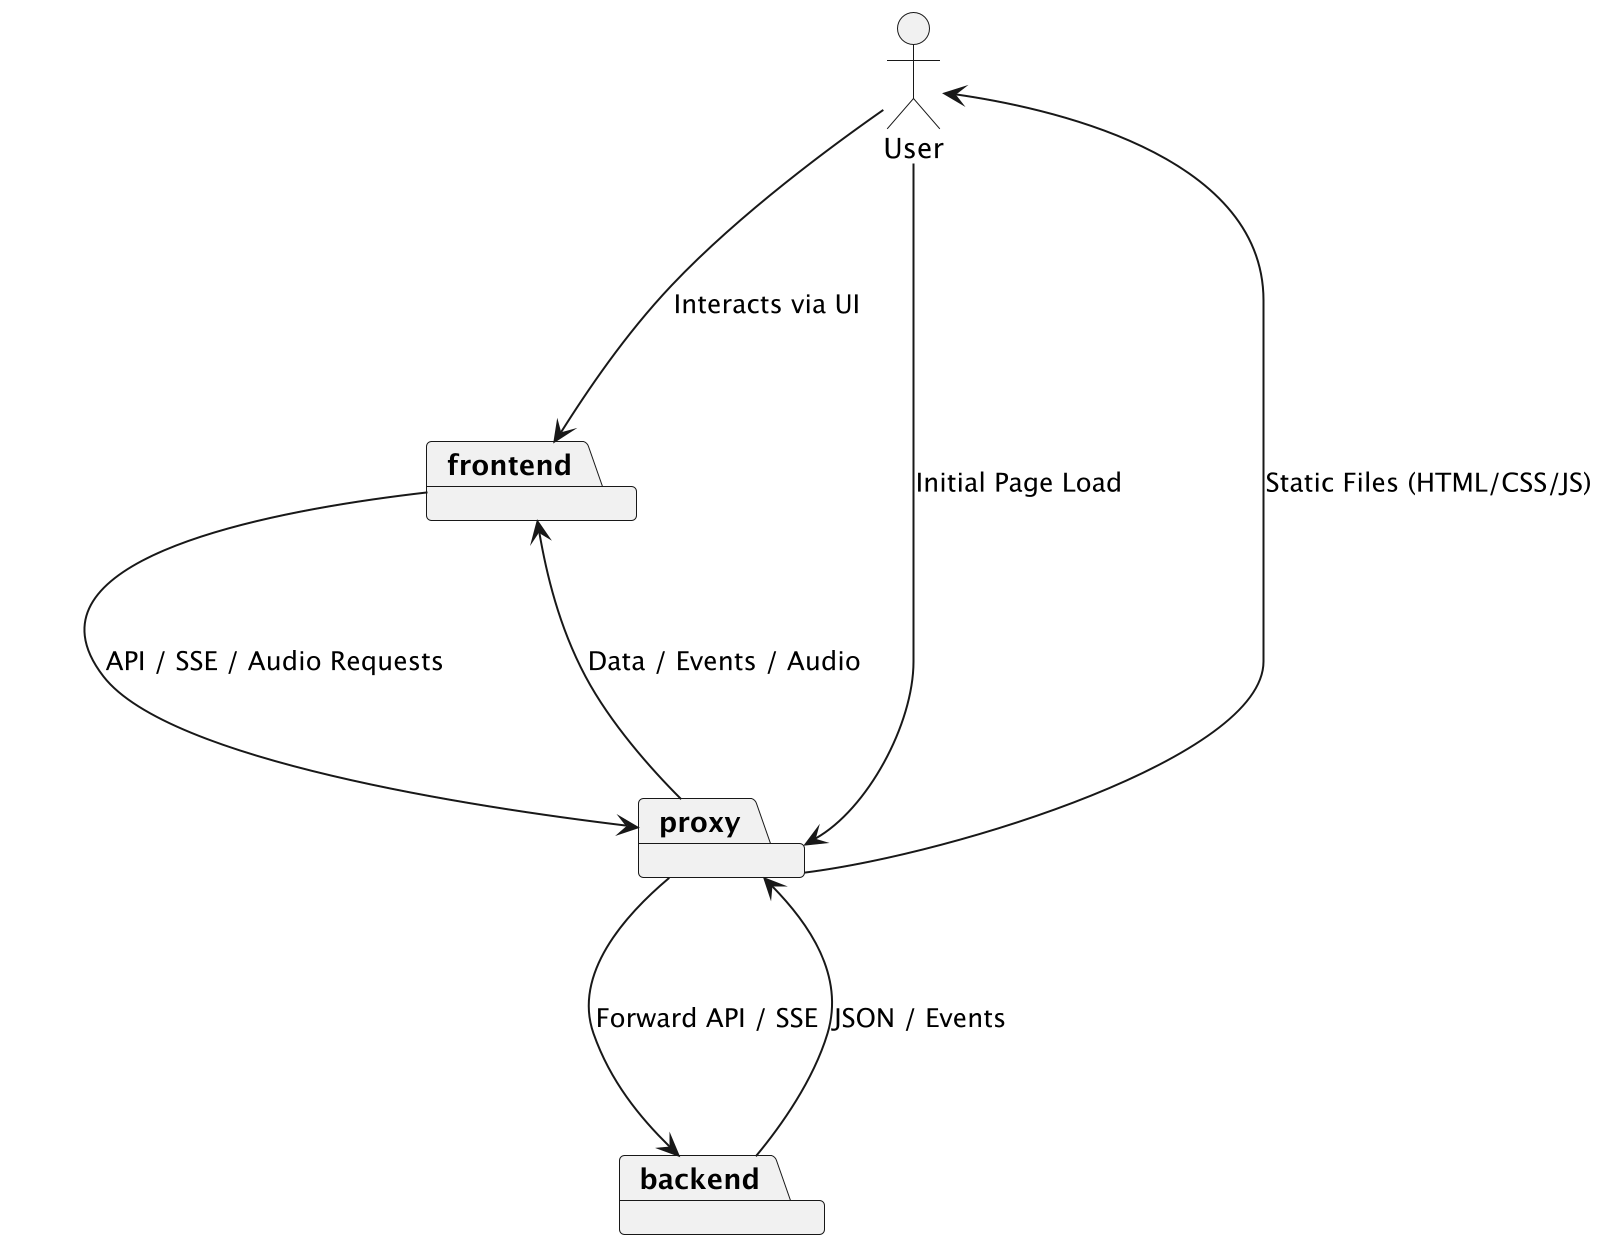 User
Interacts via UI
frontend
Initial Page Load
Static Files (HTML/CSS/JS)
API / SSE / Audio Requests
Data / Events / Audio
proxy
Forward API / SSE
JSON / Events
backend